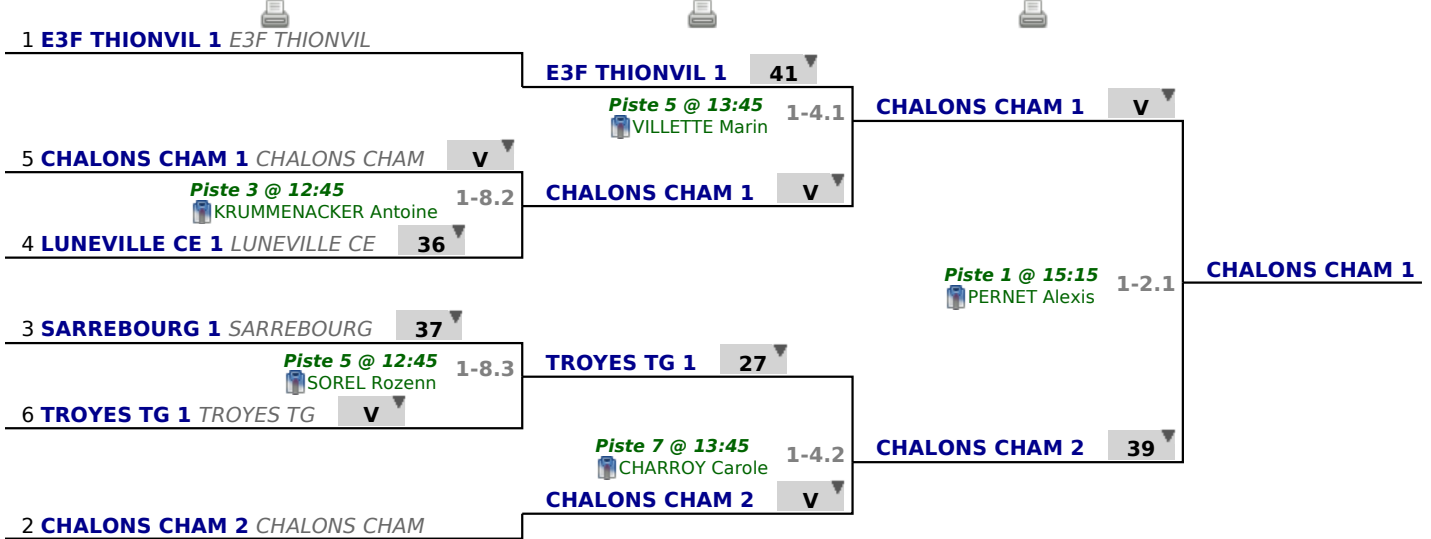 1 E3F THIONVIL 1 E3F THIONVIL
5 CHALONS CHAM 1 CHALONS CHAM V
Piste 3 @ 12:45
KRUMMENACKER Antoine
1-8.2
4 LUNEVILLE CE 1 LUNEVILLE CE 36
3 SARREBOURG 1 SARREBOURG 37
Piste 5 @ 12:45
SOREL Rozenn
1-8.3
6 TROYES TG 1 TROYES TG V
2 CHALONS CHAM 2 CHALONS CHAM
E3F THIONVIL 1 41
Piste 5 @ 13:45
VILLETTE Marin
1-4.1
CHALONS CHAM 1 V
TROYES TG 1 27
Piste 7 @ 13:45
CHARROY Carole
1-4.2
CHALONS CHAM 2 V
CHALONS CHAM 1 V
Piste 1 @ 15:15
PERNET Alexis
1-2.1
CHALONS CHAM 2 39
CHALONS CHAM 1